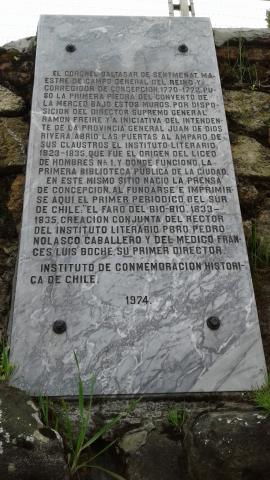 EL CORONEL BALTASAR DE SENTMENAT, MA-
ESTRE DE CAMPO GENERAL DEL REINO Y
CORREGIDOR DE CONCEPCION, 1770-1772, PU-
SO LA PRIMERA PIEDRA DEL CONVENTO DE
LA MERCED BAJO ESTOS MUROS. POR DISPO-
SICION DEL DIRECTOR SUPREMO GENERAL
RAMON FREIRE Y A INICIATIVA DEL INTENDEN-
TE DE LA PROVINCIA GENERAL JUAN DE DIOS
RIVERA ABRIO LAS PUERTAS AL AMPARO DE
SUS CLAUSTROS EL INSTITUTO LITERARIO,
1823-1835, QUE FUE EL ORIGEN DEL LICEO
DE HOMBRES Nº 1, Y DONDE FUNCIONO LA
PRIMERA BIBLIOTECA PUBLICA DE LA CIUDAD.
EN ESTE MISMO SITIO NACIO LA PRENSA
DE CONCEPCION, AL FUNDARSE E IMPRIMIR-
SE AQUI EL PRIMER PERIODICO DEL SUR
DE CHILE, EL FARO DEL BIO-BIO, 1833-
1835, CREACION CONJUNTA DEL RECTOR
DEL INSTITUTO LITERARIO PBRO. PEDRO
NOLASCO CABALLERO Y DEL MEDICO FRAN-
CES LUIS BOCHE, SU PRIMER DIRECTOR.
INSTITUTO DE CONMEMORACION HISTORI-
CA DE CHILE.
1974.